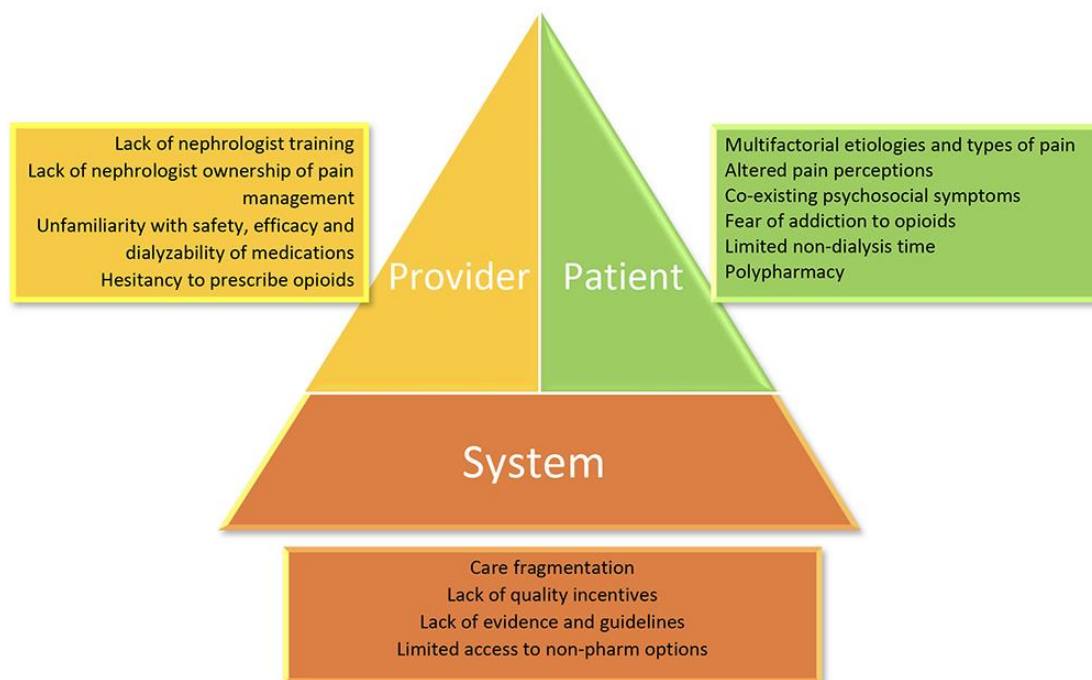 Lack of nephrologist training
Lack of nephrologist ownership of pain
management
Unfamiliarity with safety, efficacy and
dialyzability of medications
Hesitancy to prescribe opioids
Provider
Patient
Multifactorial etiologies and types of pain
Altered pain perceptions
Co-existing psychosocial symptoms
Fear of addiction to opioids
Limited non-dialysis time
Polypharmacy
System
Care fragmentation
Lack of quality incentives
Lack of evidence and guidelines
Limited access to non-pharm options